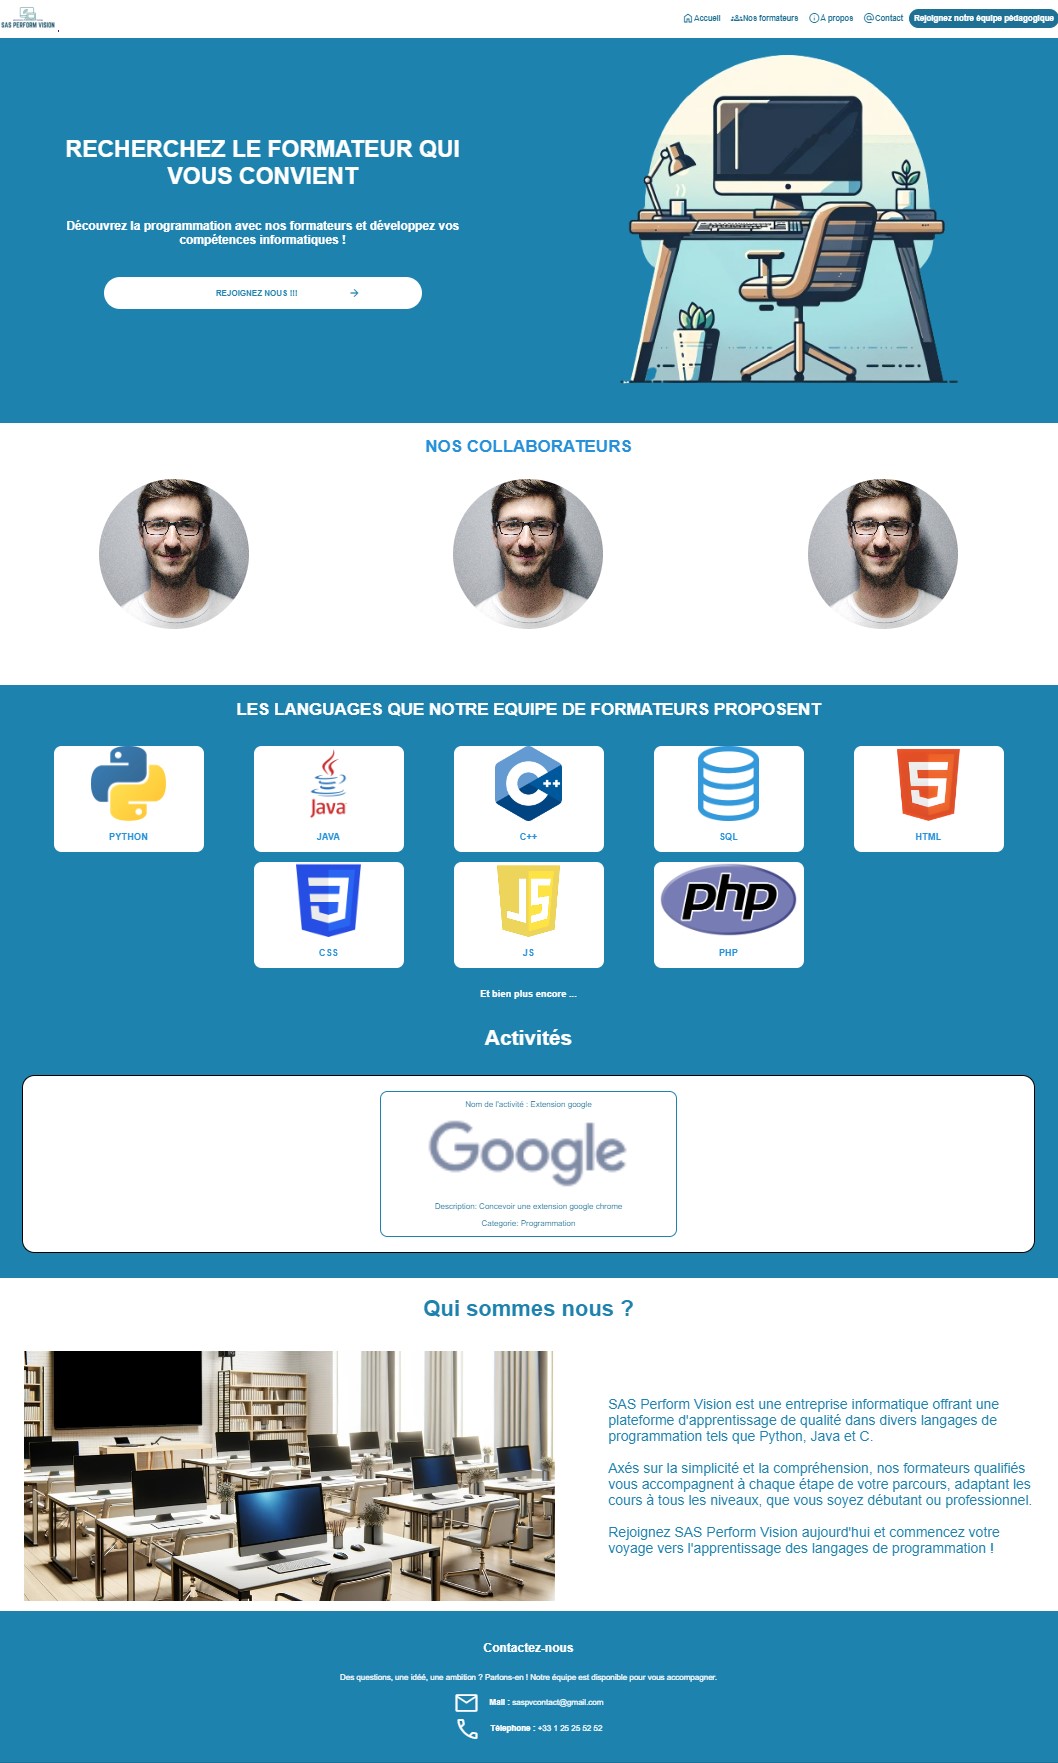 SAS PERFORM VISION
Accueil
Nos formateurs
À propos
Contact
Rejoignez notre équipe pédagogique
RECHERCHEZ LE FORMATEUR QUI
VOUS CONVIENT
Découvrez la programmation avec nos formateurs et développez vos
compétences informatiques !
REJOIGNEZ NOUS !!!
NOS COLLABORATEURS
LES LANGUAGES QUE NOTRE EQUIPE DE FORMATEURS PROPOSENT
Java
C++
5
3
JS
php
PYTHON
JAVA
C++
SQL
HTML
CSS
JS
PHP
Et bien plus encore ...
Activités
Nom de l'activité : Extension google
Google
Description: Concevoir une extension google chrome
Categorie: Programmation
Qui sommes nous ?
SAS Perform Vision est une entreprise informatique offrant une
plateforme d'apprentissage de qualité dans divers langages de
programmation tels que Python, Java et C.
Axés sur la simplicité et la compréhension, nos formateurs qualifiés
vous accompagnent à chaque étape de votre parcours, adaptant les
cours à tous les niveaux, que vous soyez débutant ou professionnel.
Rejoignez SAS Perform Vision aujourd'hui et commencez votre
voyage vers l'apprentissage des langages de programmation !
Contactez-nous
Des questions, une idéé, une ambition ? Parlons-en ! Notre équipe est disponible pour vous accompagner.
Mail : saspvcontact@gmail.com
Téléphone : +33 1 25 25 52 52